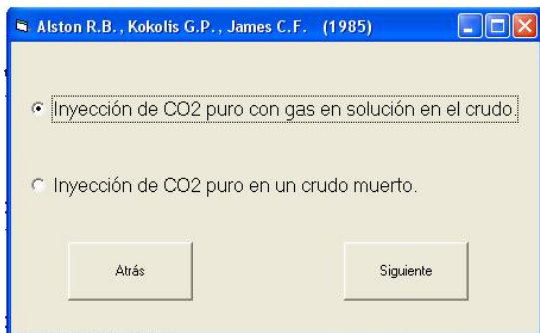 Alston R.B., Kokolis G.P., James C.F. (1985)
Inyección de CO2 puro con gas en solución en el crudo.
Inyección de CO2 puro en un crudo muerto.
Atrás
Siguiente